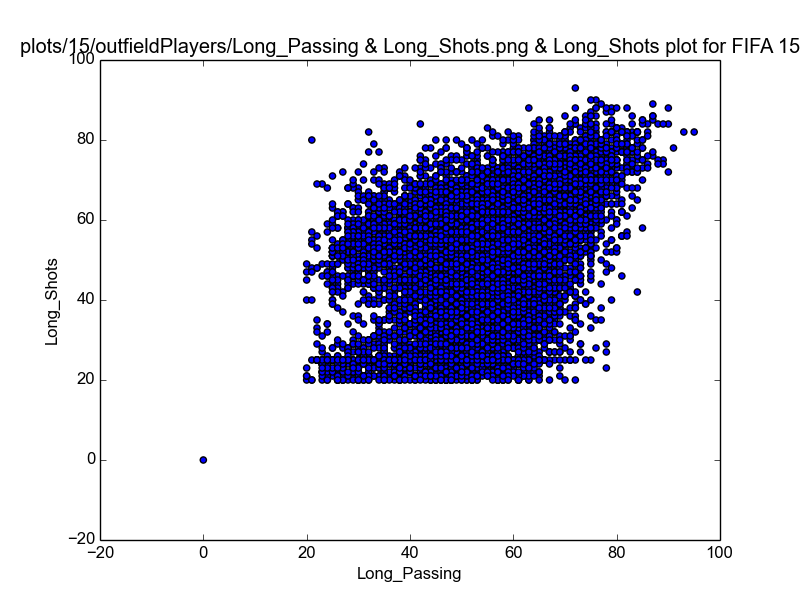 plots/15/outfieldPlayers/Long_Passing & Long_Shots.png & Long_Shots plot for FIFA 15
100
80
60
40
20
0
−20
Long_Shots
−20 0 20 40 60 80 100
Long_Passing